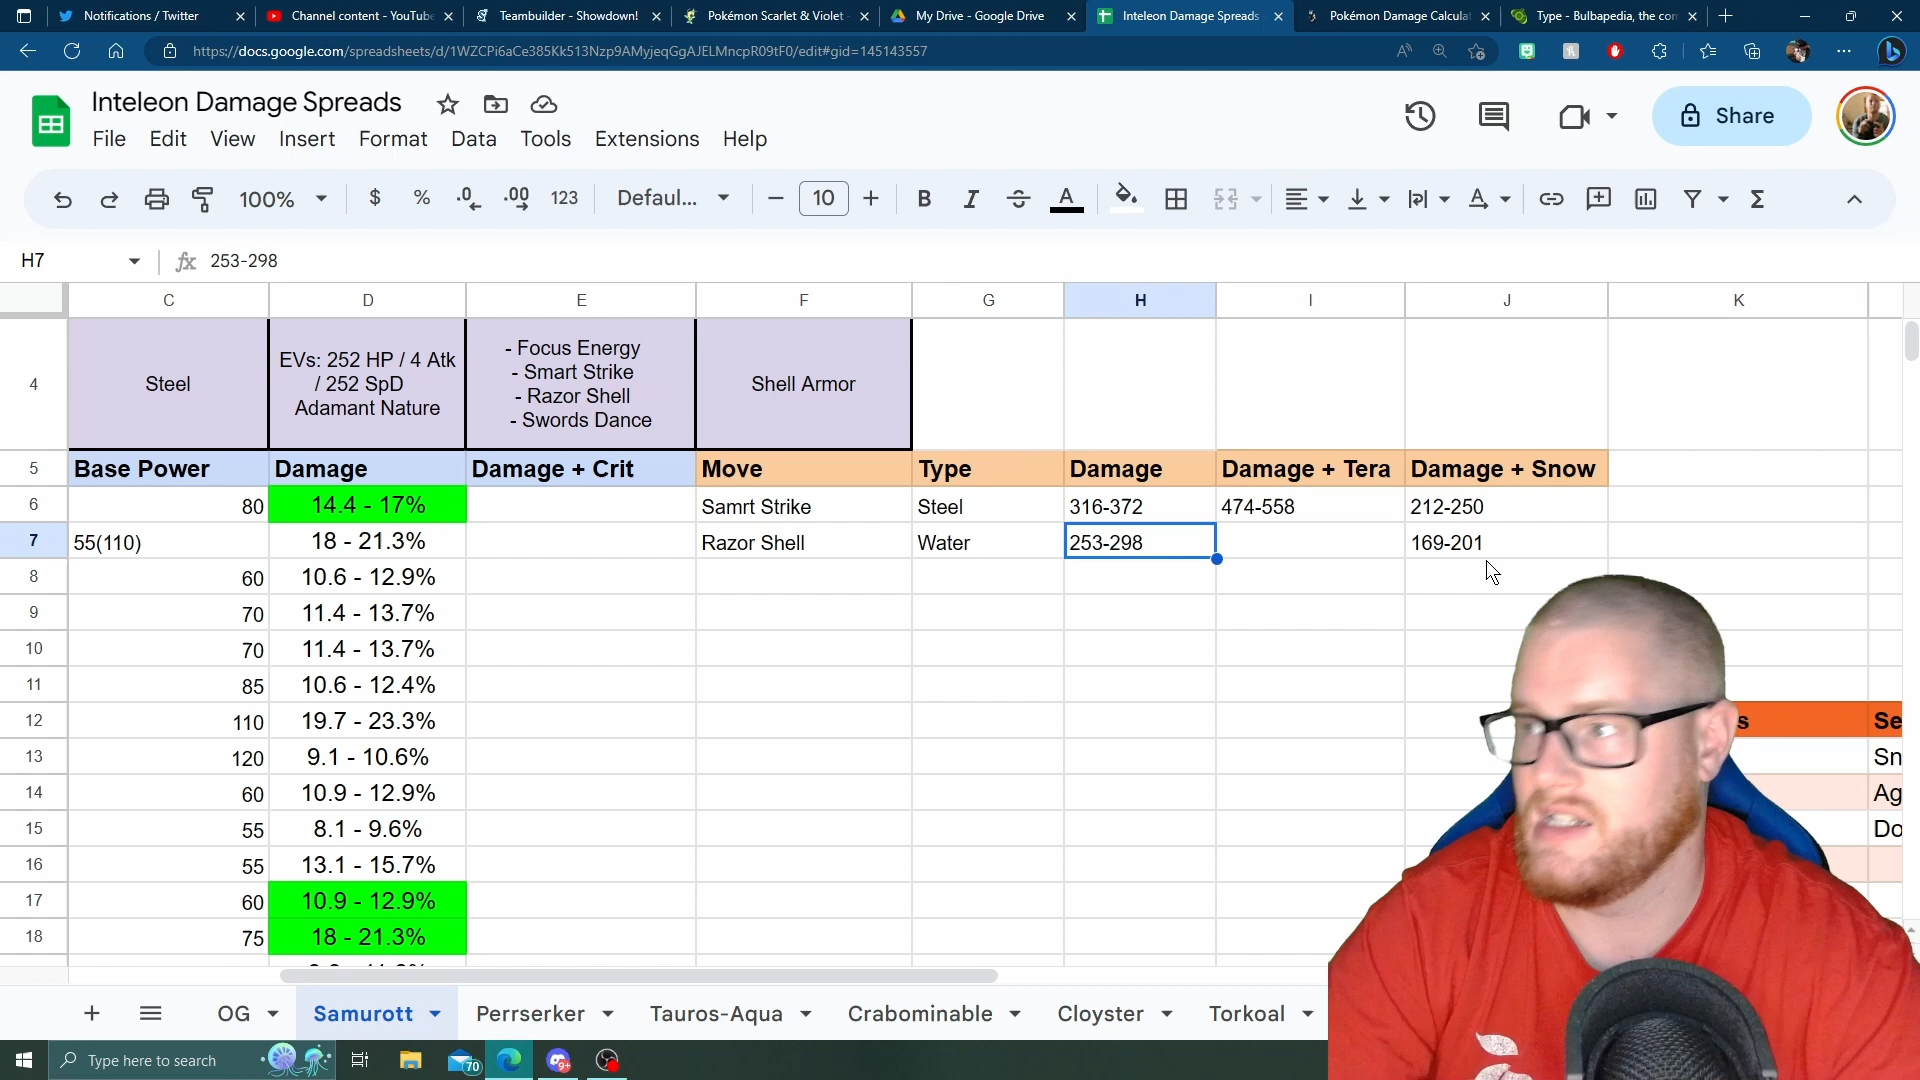 Notifications / Twitter
Channel content - YouTube
Teambuilder - Showdown!
Pokémon Scarlet & Violet -
My Drive - Google Drive
Inteleon Damage Spreads
Pokémon Damage Calcula
Type - Bulbapedia, the con
https://docs.google.com/spreadsheets/d/1WZCPi6aCe385Kk513Nzp9AMyjeqGgAJELMncpR09tF0/edit#gid=145143557
Inteleon Damage Spreads
File Edit View Insert Format Data Tools Extensions Help
Share
100% $ % .0 .00 123 Defaul... 10 B I A
H7 fx 253-298
C D E F G H I J K
4 Steel
EVs: 252 HP / 4 Atk
/ 252 SpD
Adamant Nature
- Focus Energy
- Smart Strike
- Razor Shell
- Swords Dance
Shell Armor
5 Base Power Damage Damage + Crit Move Type Damage Damage + Tera Damage + Snow
6 80 14.4 - 17% Samrt Strike Steel 316-372 474-558 212-250
7 55(110) 18 - 21.3% Razor Shell Water 253-298 169-201
8 60 10.6 - 12.9%
9 70 11.4 - 13.7%
10 70 11.4 - 13.7%
11 85 10.6 - 12.4%
12 110 19.7 - 23.3% s Se
13 120 9.1 - 10.6% Sn
14 60 10.9 - 12.9% Ag
15 55 8.1 - 9.6% Do
16 55 13.1 - 15.7%
17 60 10.9 - 12.9%
18 75 18 - 21.3%
OG Samurott Perrserker Tauros-Aqua Crabominable Cloyster Torkoal
Type here to search
70
9+